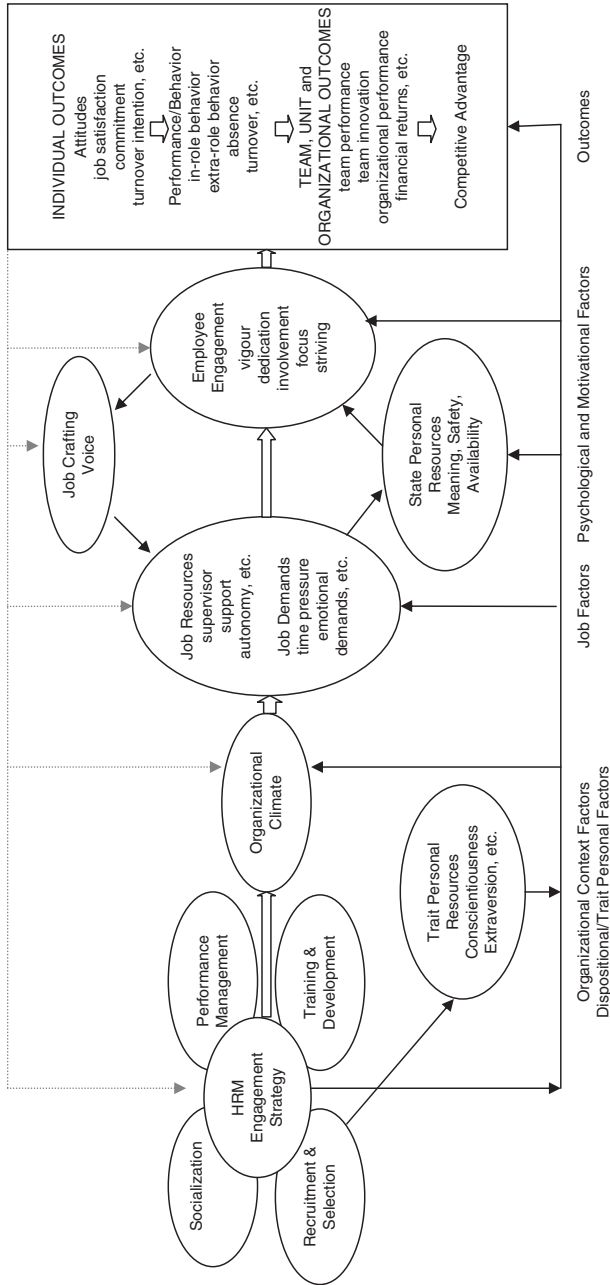 Socialization
Performance
Management
HRM
Engagement
Strategy
Recruitment &
Selection
Training &
Development
Organizational
Climate
Trait Personal
Resources
Conscientiousness
Extraversion, etc.
Job Resources
supervisor
support
autonomy, etc.
Job Demands
time pressure
emotional
demands, etc.
Job Crafting
Voice
Employee
Engagement
vigour
dedication
involvement
focus
striving
State Personal
Resources
Meaning, Safety,
Availability
INDIVIDUAL OUTCOMES
Attitudes
job satisfaction
commitment
turnover intention, etc.
Performance/Behavior
in-role behavior
extra-role behavior
absence
turnover, etc.
TEAM, UNIT and
ORGANIZATIONAL OUTCOMES
team performance
team innovation
organizational performance
financial returns, etc.
Competitive Advantage
Organizational Context Factors
Dispositional/Trait Personal Factors
Job Factors
Psychological and Motivational Factors
Outcomes